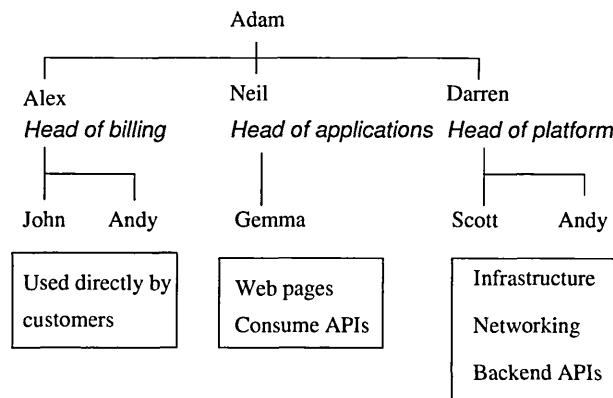 Adam
Alex
Neil
Darren
Head of billing
Head of applications
Head of platform
John
Andy
Gemma
Scott
Andy
Used directly by
customers
Web pages
Consume APIs
Infrastructure
Networking
Backend APIs